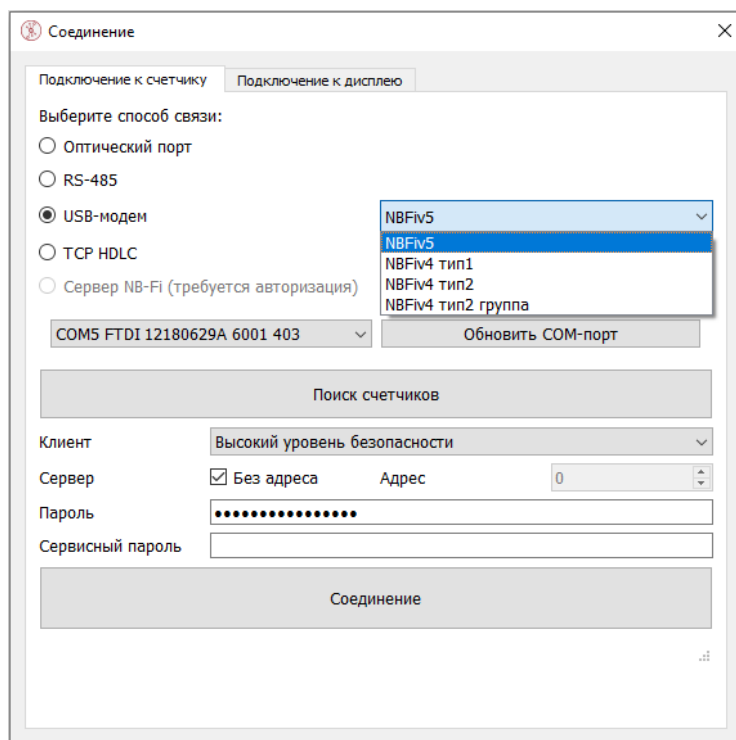 Соединение
Подключение к счетчику Подключение к дисплею
Выберите способ связи:
Оптический порт
RS-485
USB-модем NBFiv5
NBFiv5
TCP HDLC NBFiv4 тип1
NBFiv4 тип2
Сервер NB-Fi (требуется авторизация) NBFiv4 тип2 группа
COM5 FTDI 12180629A 6001 403 Обновить COM-порт
Поиск счетчиков
Клиент Высокий уровень безопасности
Сервер Без адреса Адрес 0
Пароль ••••••••••••••••
Сервисный пароль
Соединение